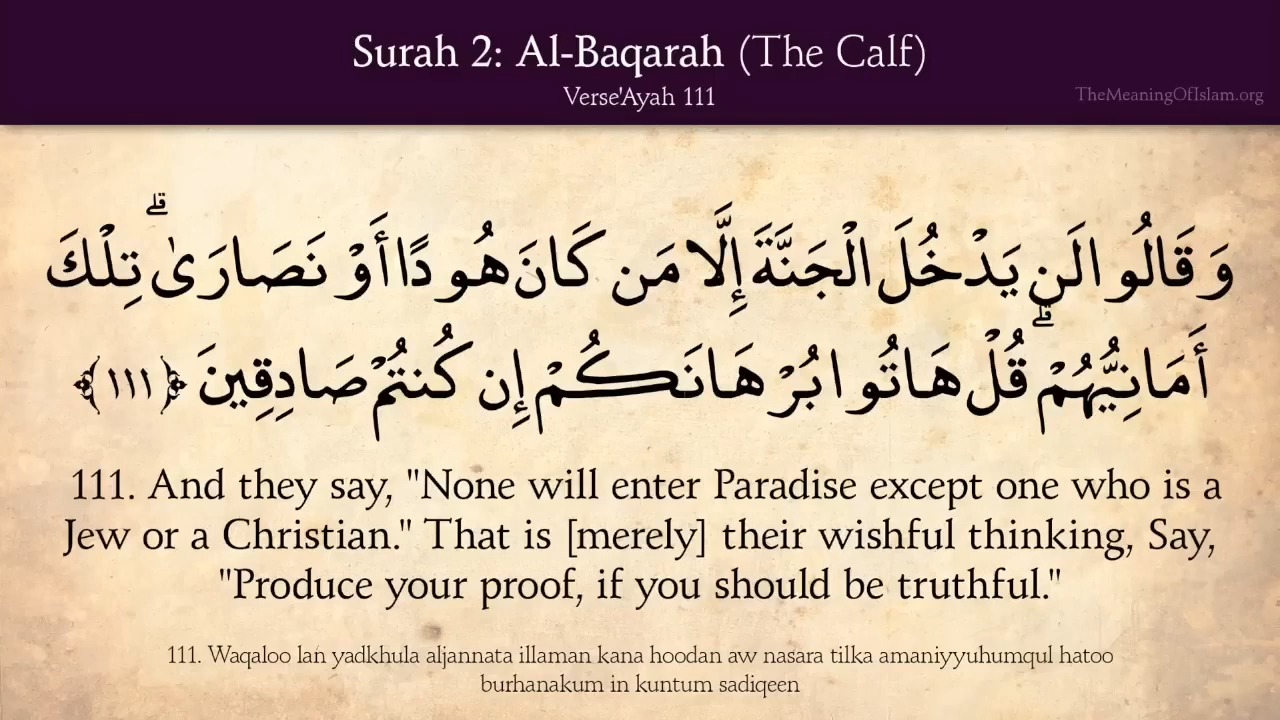 Surah 2: Al-Baqarah (The Calf)
Verse'Ayah 111
TheMeaningOfIslam.org
وَقَالُوا لَن يَدْخُلَ الْجَنَّةَ إِلَّا مَن كَانَ هُودًا أَوْ نَصَارَىٰ ۗ تِلْكَ
أَمَانِيُّهُمْ ۗ قُلْ هَاتُوا بُرْهَانَكُمْ إِن كُنتُمْ صَادِقِينَ ﴿١١١﴾
111. And they say, "None will enter Paradise except one who is a
Jew or a Christian." That is [merely] their wishful thinking, Say,
"Produce your proof, if you should be truthful."
111. Waqaloo lan yadkhula aljannata illaman kana hoodan aw nasara tilka amaniyyuhumqul hatoo
burhanakum in kuntum sadiqeen